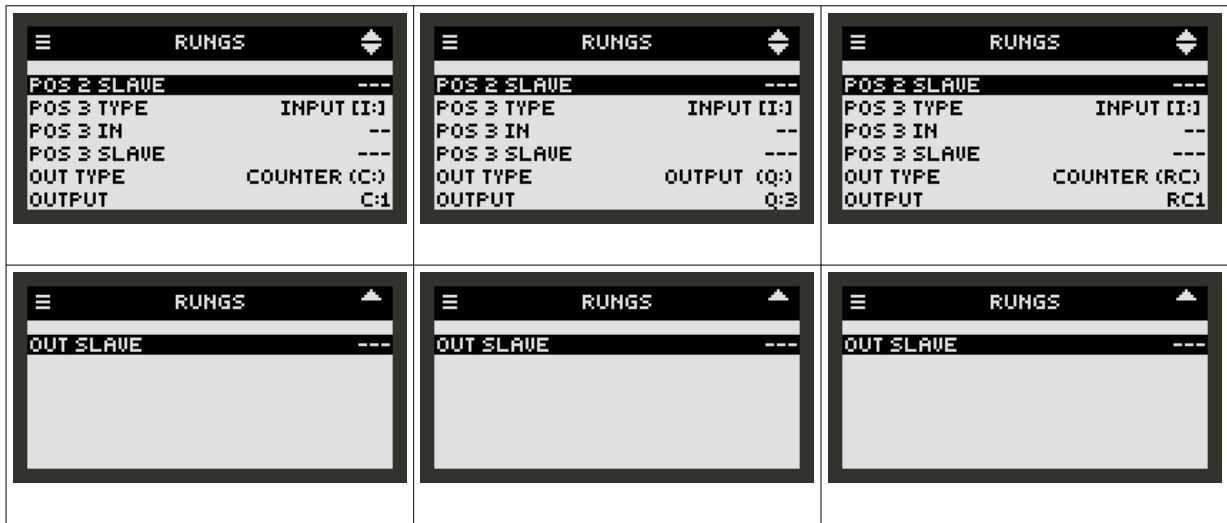 RUNGS
POS 2 SLAVE ---
POS 3 TYPE INPUT [I:]
POS 3 IN --
POS 3 SLAVE ---
OUT TYPE COUNTER (C:)
OUTPUT C:1
RUNGS
POS 2 SLAVE ---
POS 3 TYPE INPUT [I:]
POS 3 IN --
POS 3 SLAVE ---
OUT TYPE OUTPUT (Q:)
OUTPUT Q:3
RUNGS
POS 2 SLAVE ---
POS 3 TYPE INPUT [I:]
POS 3 IN --
POS 3 SLAVE ---
OUT TYPE COUNTER (RC)
OUTPUT RC1
RUNGS
OUT SLAVE ---
RUNGS
OUT SLAVE ---
RUNGS
OUT SLAVE ---